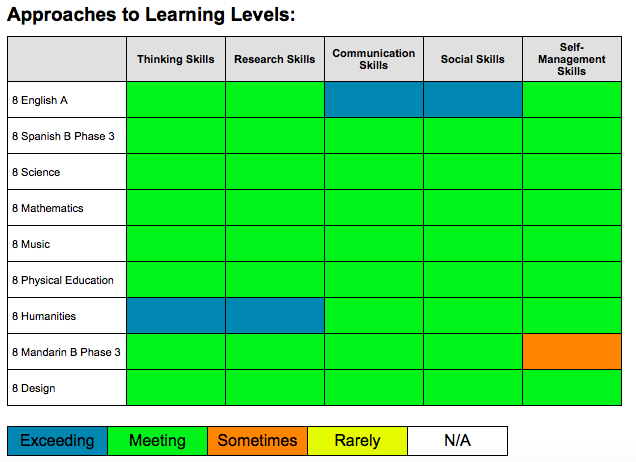 Approaches to Learning Levels:
Thinking Skills
Research Skills
Communication
Skills
Social Skills
Self-
Management
Skills
8 English A
8 Spanish B Phase 3
8 Science
8 Mathematics
8 Music
8 Physical Education
8 Humanities
8 Mandarin B Phase 3
8 Design
Exceeding
Meeting
Sometimes
Rarely
N/A